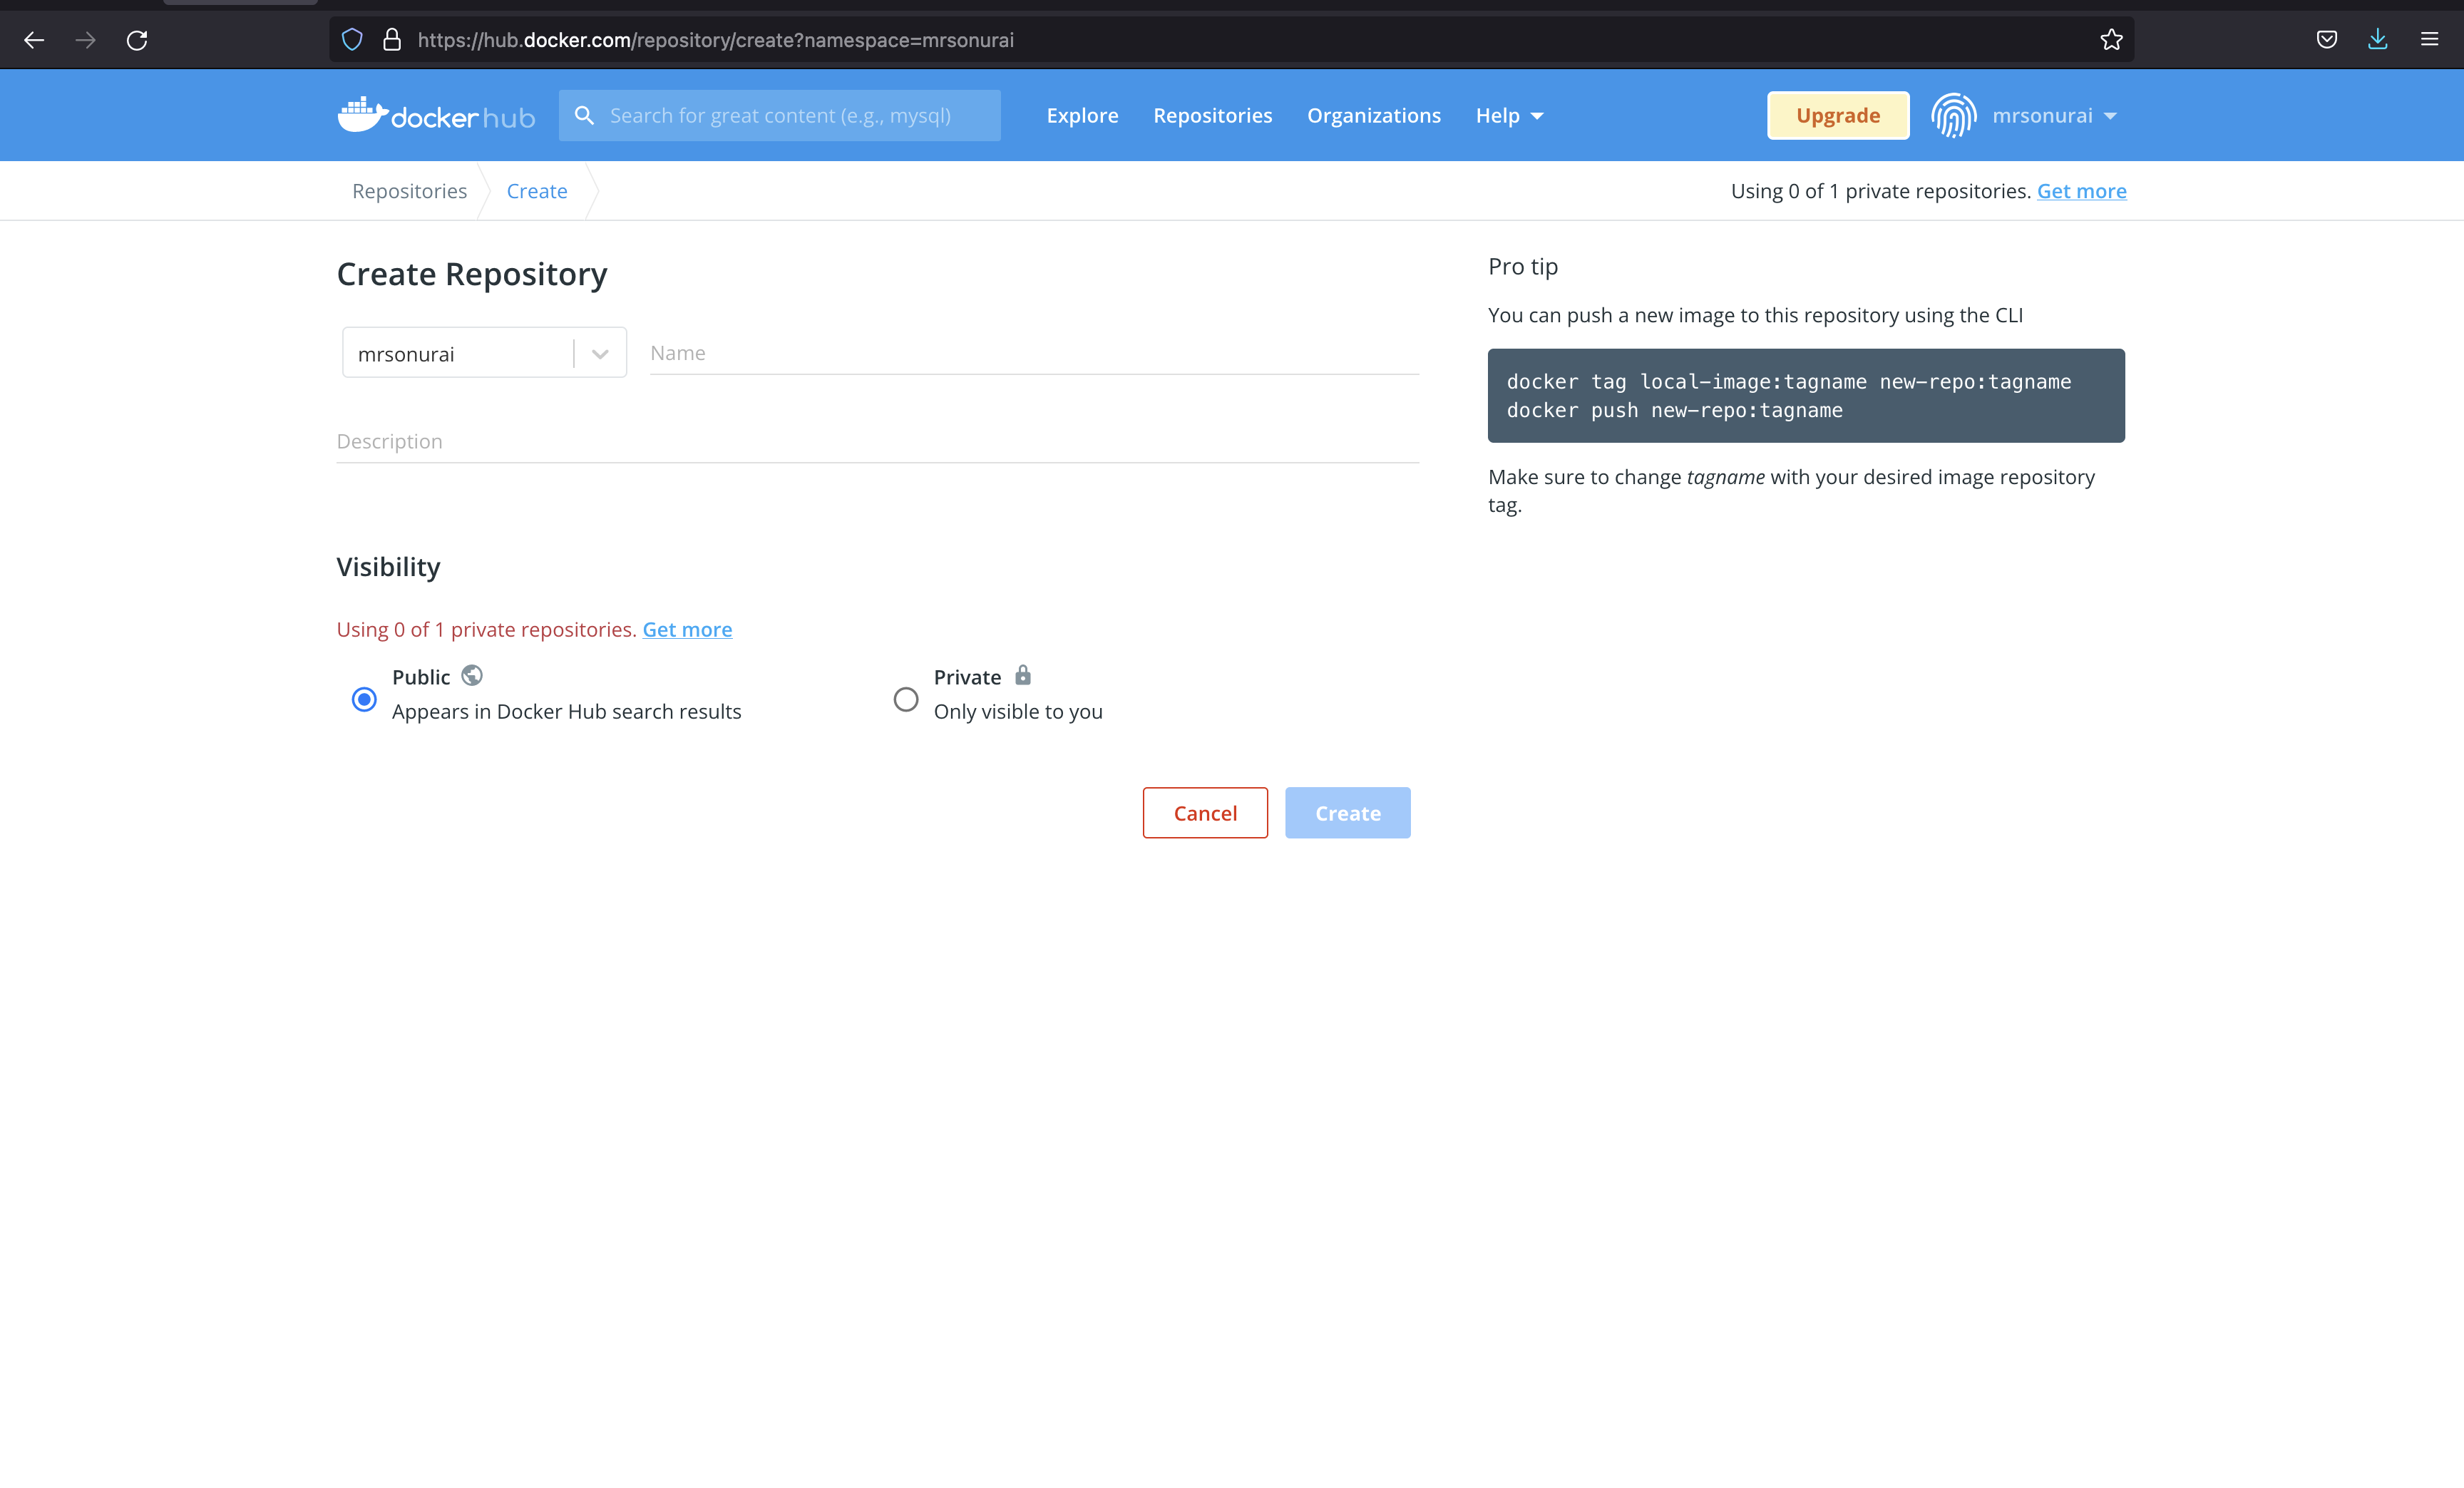 https://hub.docker.com/repository/create?namespace=mrsonurai
docker hub
Search for great content (e.g., mysql)
Explore
Repositories
Organizations
Help
Upgrade
mrsonurai
Repositories
Create
Using 0 of 1 private repositories. Get more
Create Repository
mrsonurai
Name
Description
Visibility
Using 0 of 1 private repositories. Get more
Public
Appears in Docker Hub search results
Private
Only visible to you
Cancel
Create
Pro tip
You can push a new image to this repository using the CLI
docker tag local-image:tagname new-repo:tagname
docker push new-repo:tagname
Make sure to change tagname with your desired image repository
tag.